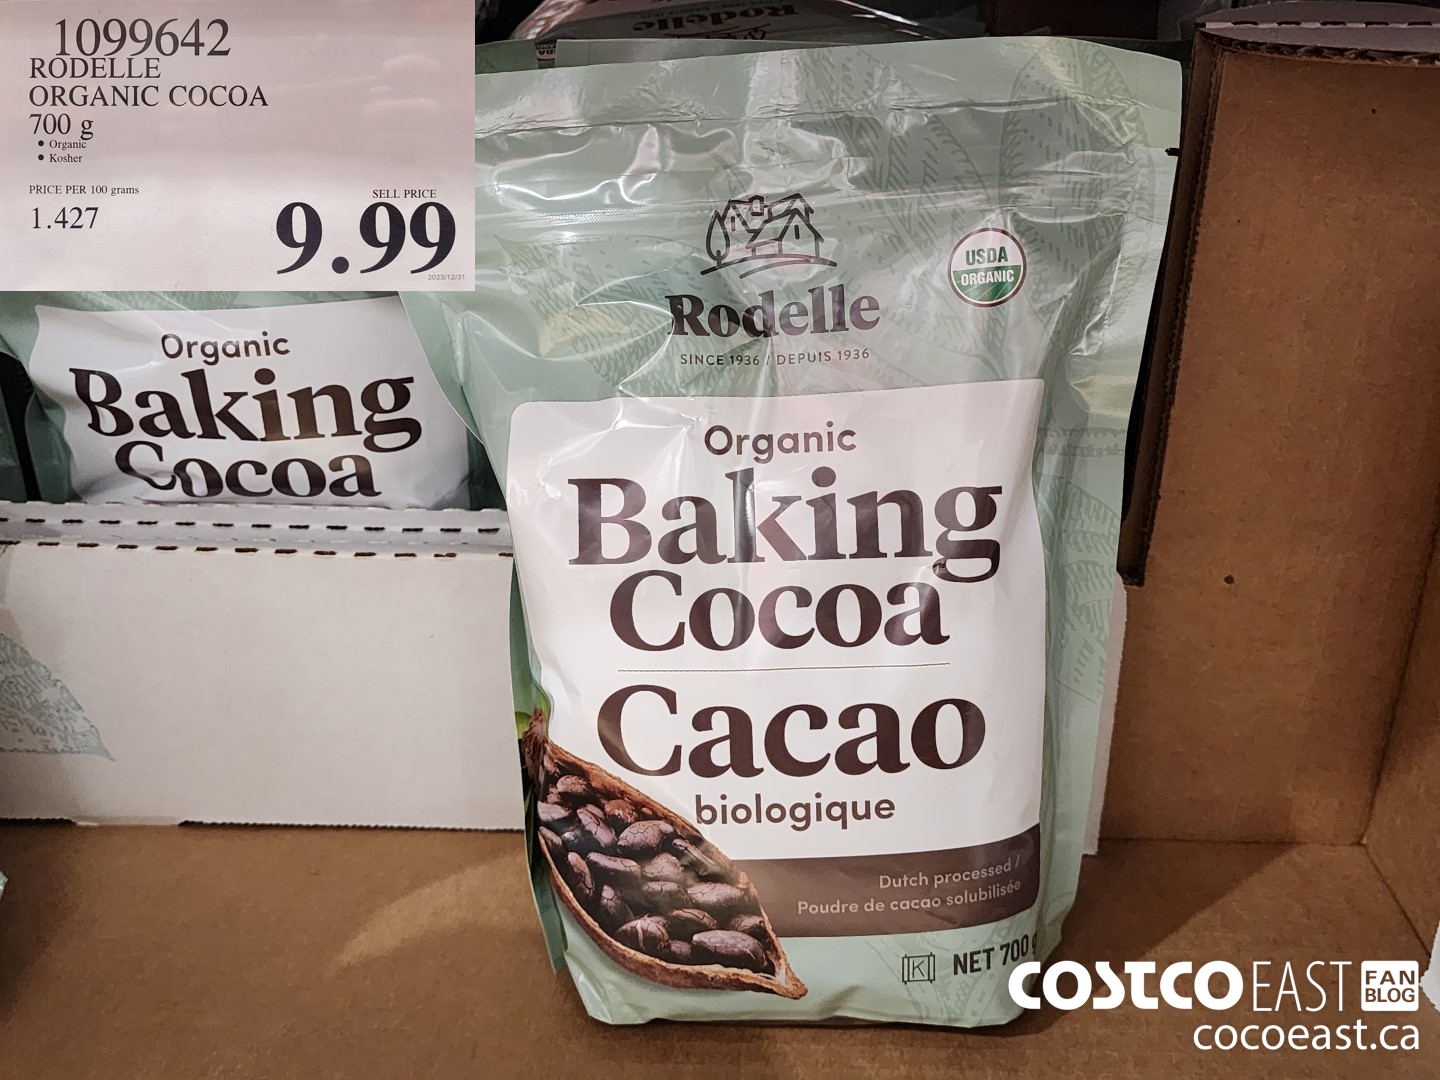 1099642
RODELLE
ORGANIC COCOA
700 g
• Organic
• Kosher
PRICE PER 100 grams
1.427
SELL PRICE
9.99
2023/12/31
Rodelle
Organic
Baking
Cocoa
USDA
ORGANIC
Rodelle
SINCE 1936 / DEPUIS 1936
Organic
Baking
Cocoa
Cacao
biologique
Dutch processed /
Poudre de cacao solubilisée
K
NET 700 g
COSTCO EAST FAN BLOG
cocoeast.ca